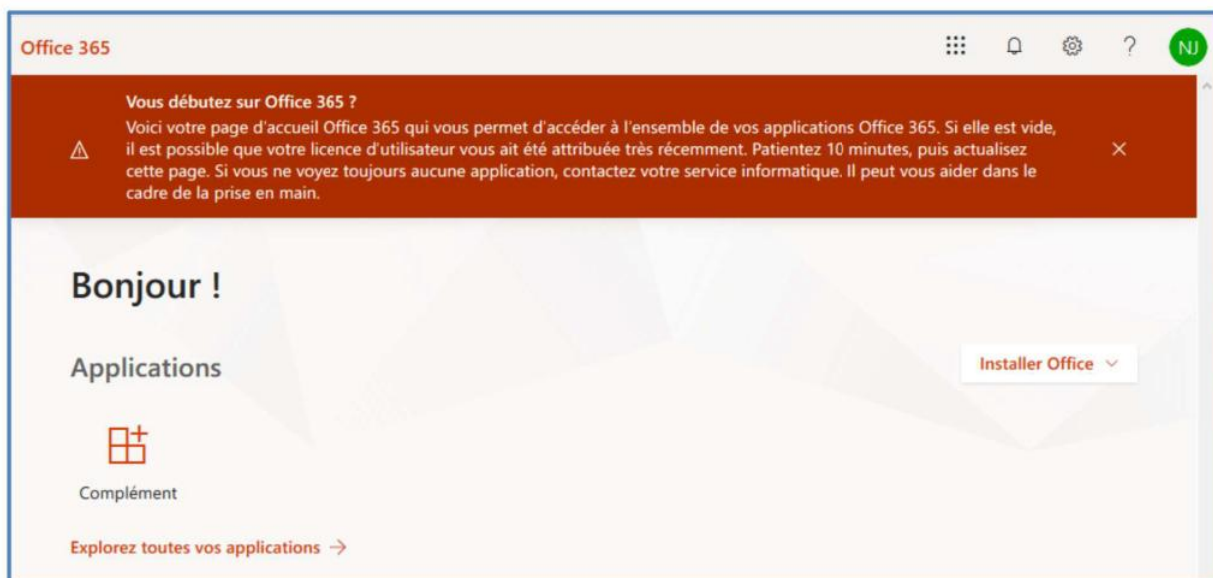 Office 365
?
NJ
Vous débutez sur Office 365 ?
Voici votre page d'accueil Office 365 qui vous permet d'accéder à l'ensemble de vos applications Office 365. Si elle est vide,
il est possible que votre licence d'utilisateur vous ait été attribuée très récemment. Patientez 10 minutes, puis actualisez
cette page. Si vous ne voyez toujours aucune application, contactez votre service informatique. Il peut vous aider dans le
cadre de la prise en main.
Bonjour !
Applications
Installer Office
Complément
Explorez toutes vos applications →